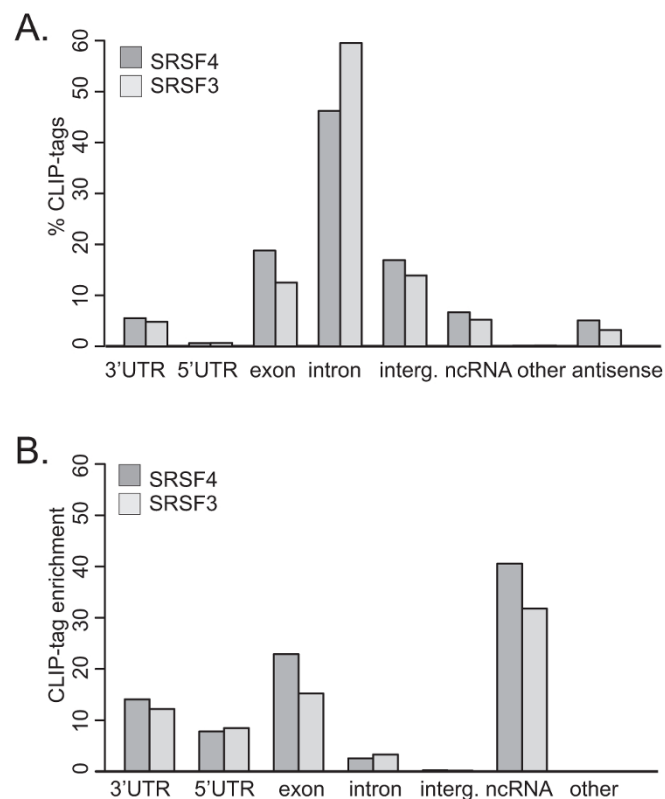 A.
SRSF4
SRSF3
% CLIP-tags
60
50
40
30
20
10
0
3'UTR 5'UTR exon intron interg. ncRNA other antisense
B.
SRSF4
SRSF3
CLIP-tag enrichment
60
50
40
30
20
10
0
3'UTR 5'UTR exon intron interg. ncRNA other